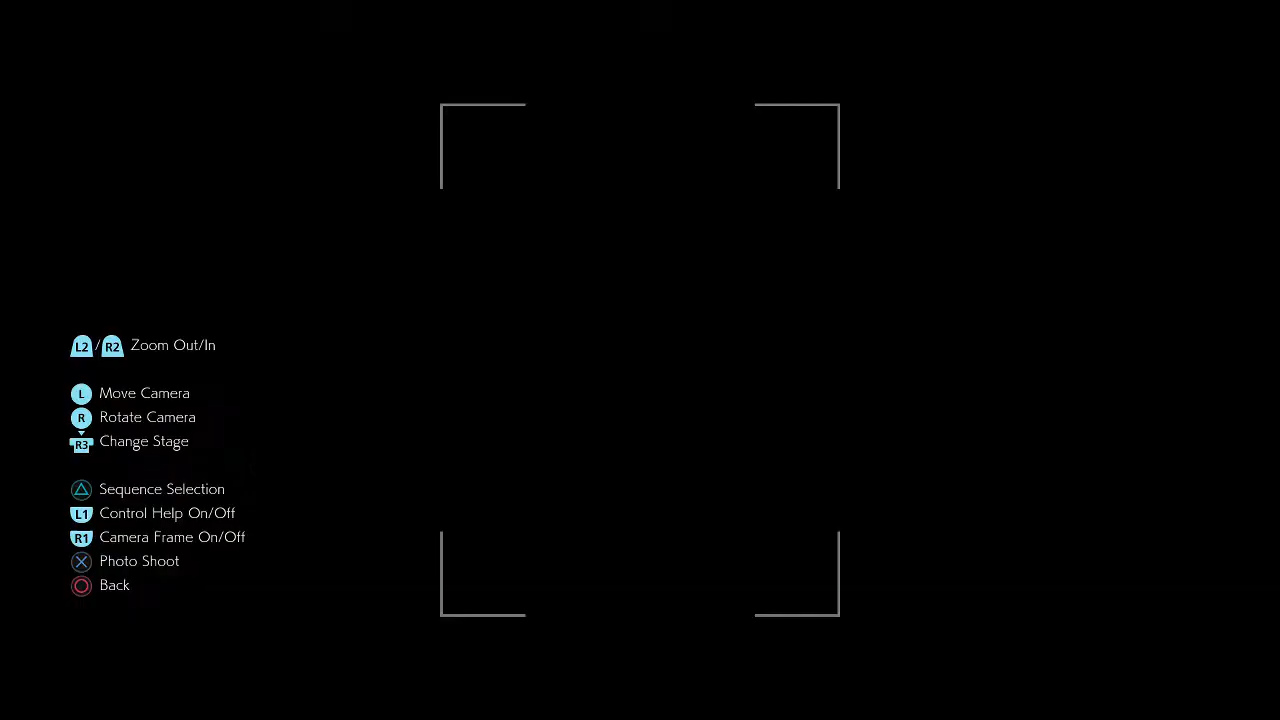 L2 / R2 Zoom Out/In
L Move Camera
R Rotate Camera
R3 Change Stage
Sequence Selection
L1 Control Help On/Off
R1 Camera Frame On/Off
Photo Shoot
Back